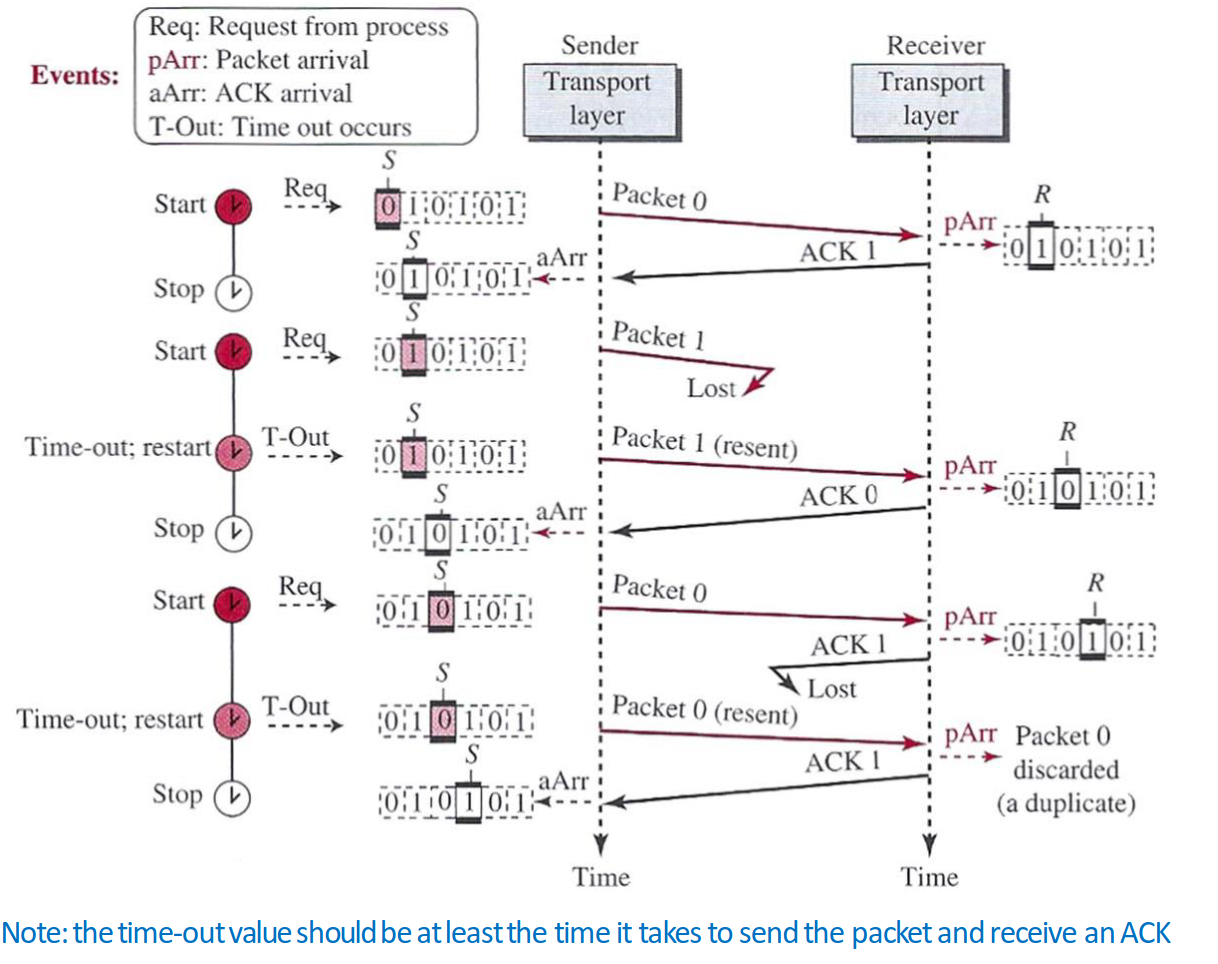 Events:
Req: Request from process
pArr: Packet arrival
aArr: ACK arrival
T-Out: Time out occurs
Sender
Transport
layer
Receiver
Transport
layer
Start
Req
S
0 1 0 1 0 1
Packet 0
pArr
R
0 1 0 1 0 1
Stop
S
0 1 0 1 0 1
aArr
ACK 1
Start
Req
S
0 1 0 1 0 1
Packet 1
Lost
Time-out; restart
T-Out
S
0 1 0 1 0 1
Packet 1 (resent)
pArr
R
0 1 0 1 0 1
Stop
S
0 1 0 1 0 1
aArr
ACK 0
Start
Req
S
0 1 0 1 0 1
Packet 0
pArr
R
0 1 0 1 0 1
ACK 1
Lost
Time-out; restart
T-Out
S
0 1 0 1 0 1
Packet 0 (resent)
pArr
Packet 0
discarded
(a duplicate)
Stop
S
0 1 0 1 0 1
aArr
ACK 1
Time
Time
Note: the time-out value should be at least the time it takes to send the packet and receive an ACK